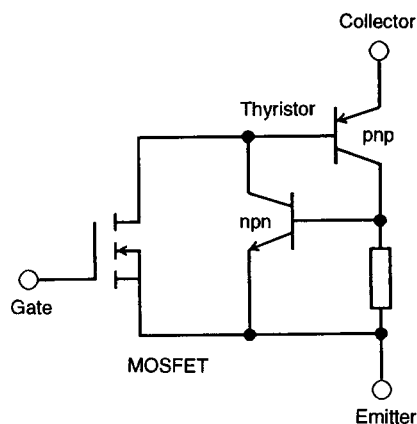 Collector
Thyristor
pnp
npn
Gate
MOSFET
Emitter